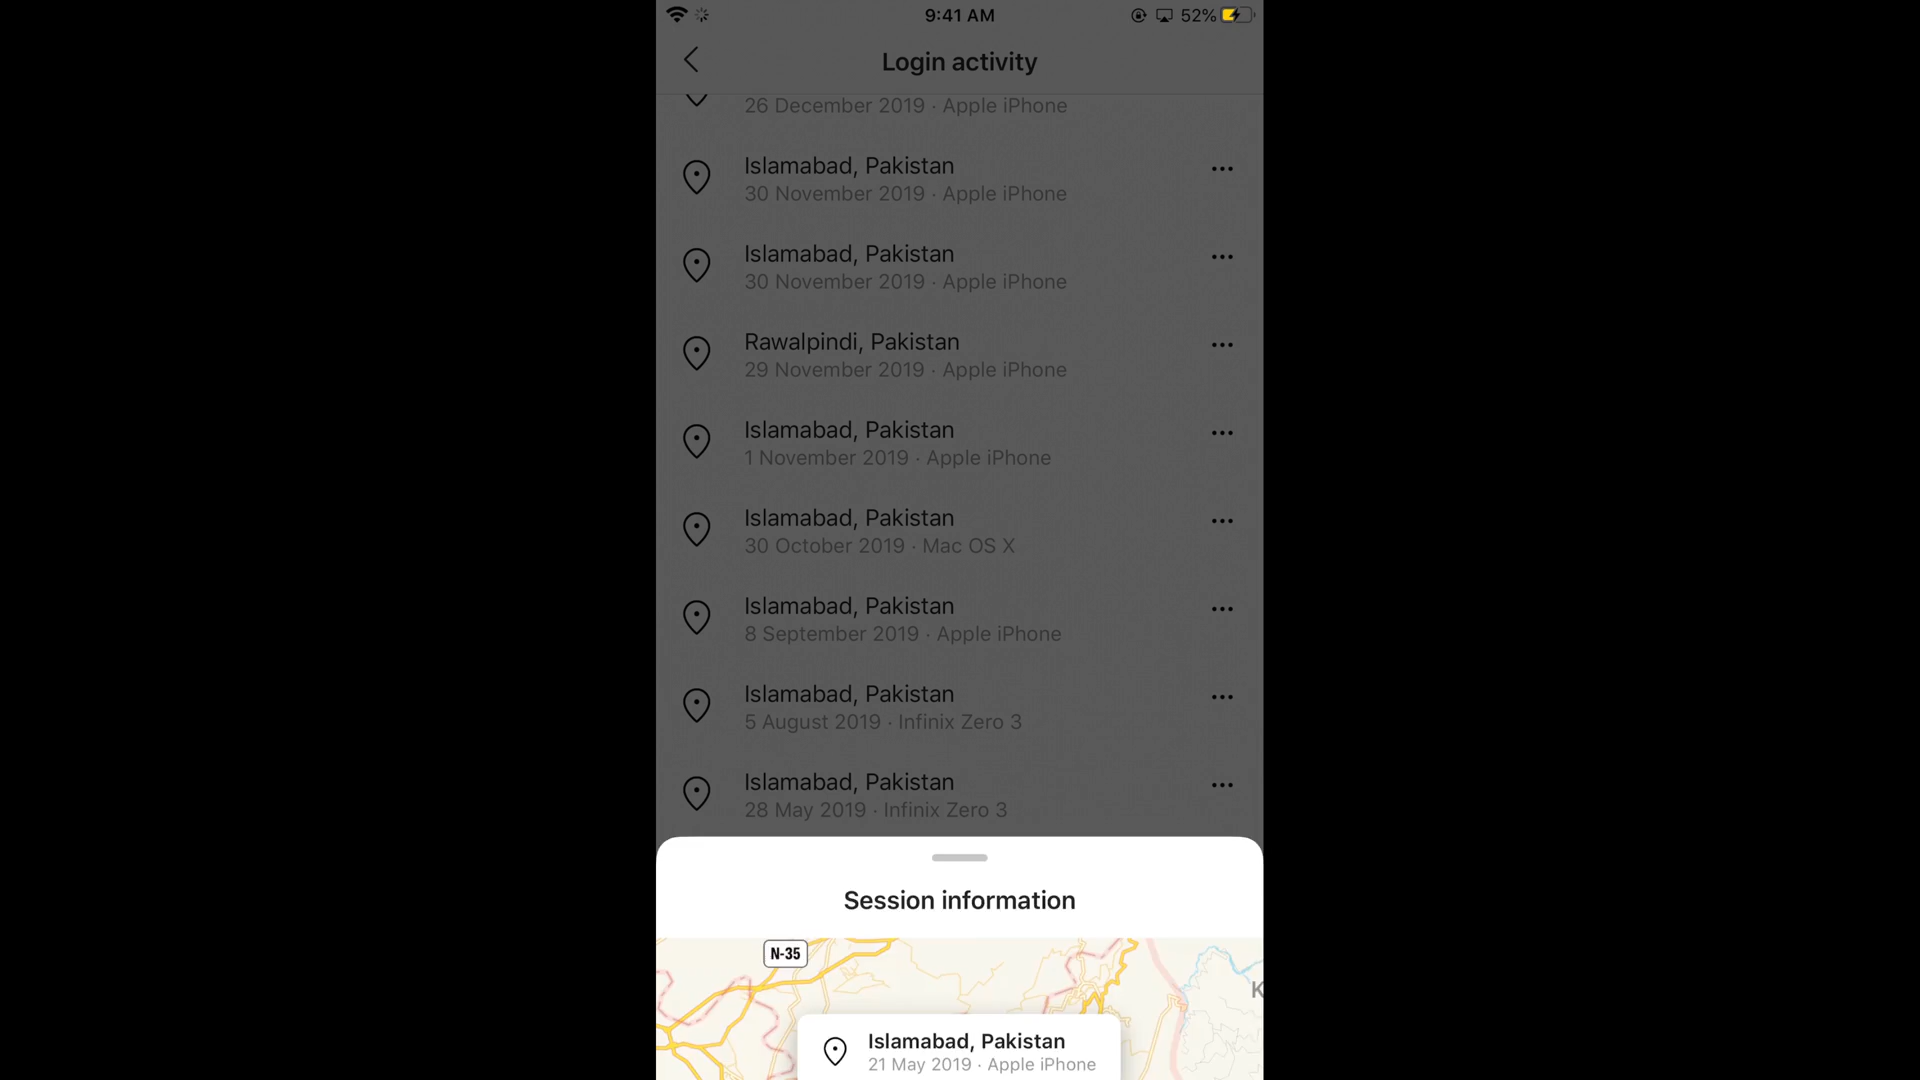 9:41 AM
52%
Login activity
26 December 2019 · Apple iPhone
Islamabad, Pakistan
30 November 2019 · Apple iPhone
Islamabad, Pakistan
30 November 2019 · Apple iPhone
Rawalpindi, Pakistan
29 November 2019 · Apple iPhone
Islamabad, Pakistan
1 November 2019 · Apple iPhone
Islamabad, Pakistan
30 October 2019 · Mac OS X
Islamabad, Pakistan
8 September 2019 · Apple iPhone
Islamabad, Pakistan
5 August 2019 · Infinix Zero 3
Islamabad, Pakistan
28 May 2019 · Infinix Zero 3
Session information
N-35
K
Islamabad, Pakistan
21 May 2019 · Apple iPhone